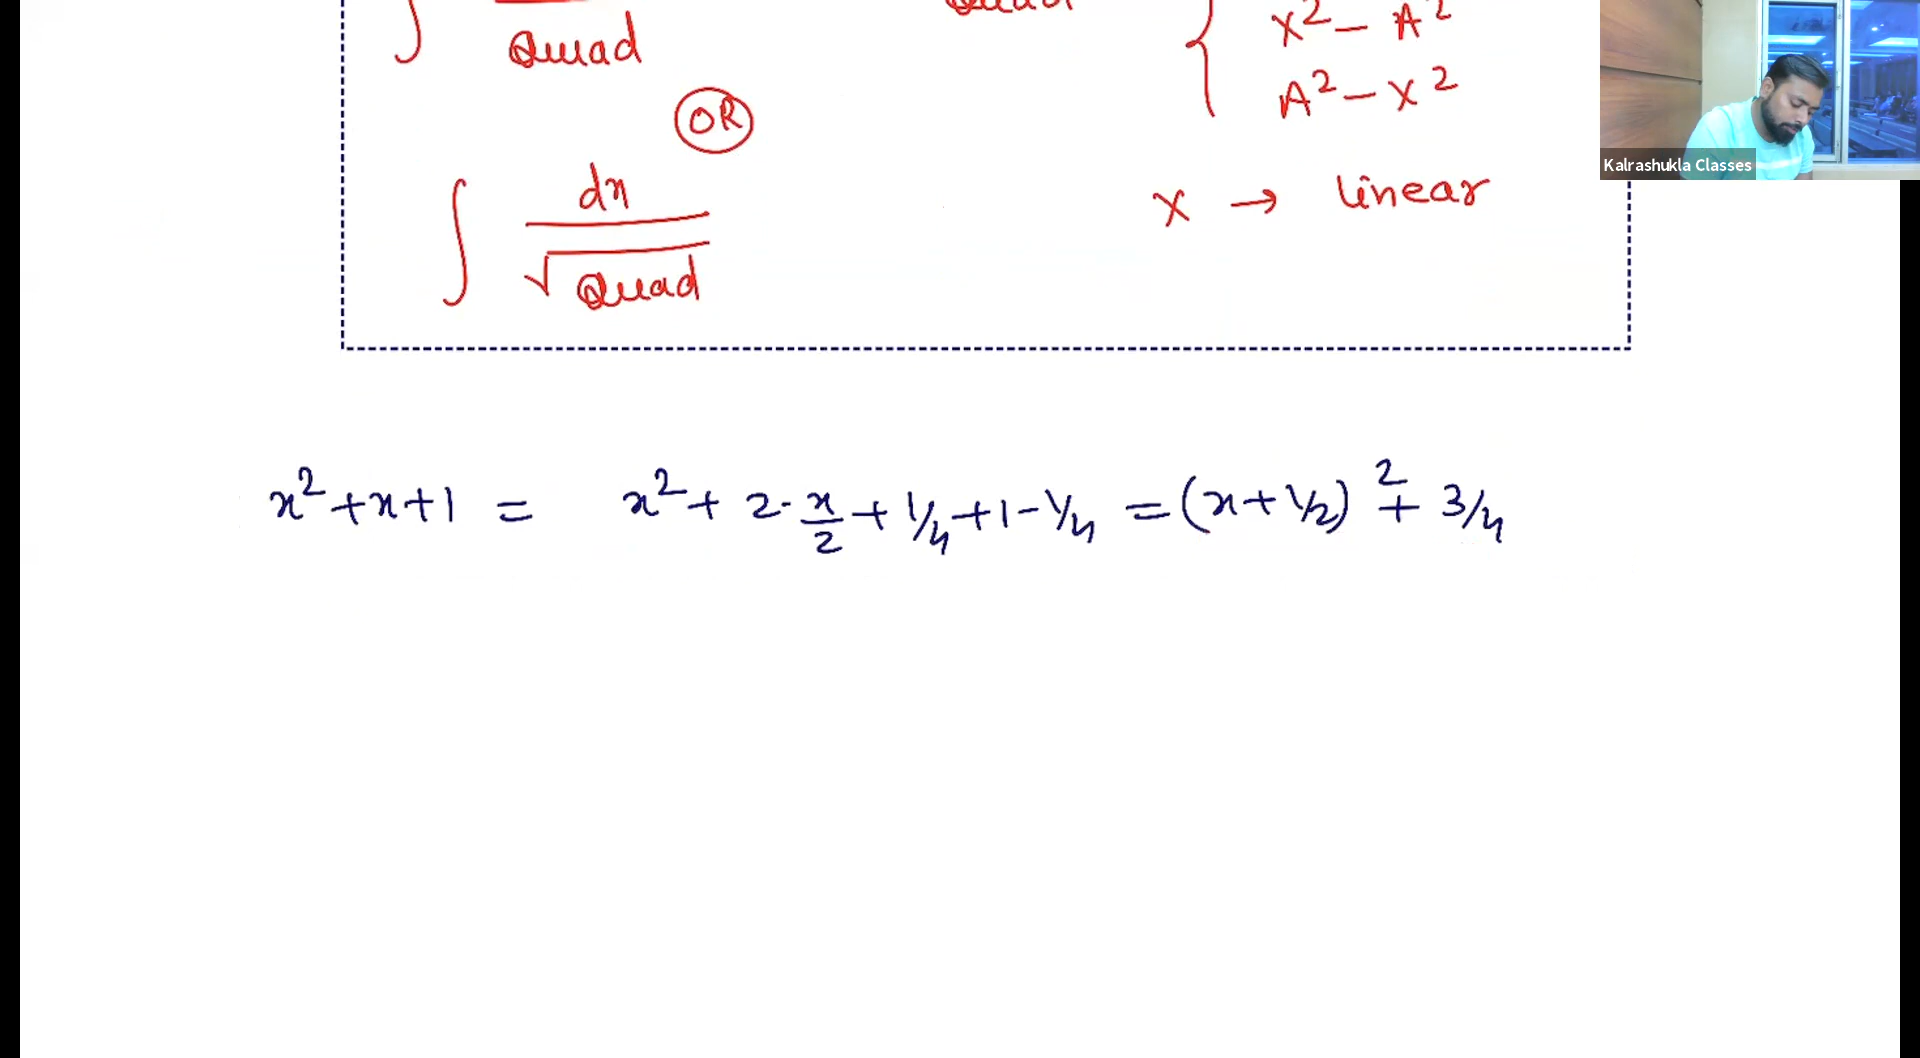 ∫ ―/Quad
x² − A²
A² − x²
OR
∫ dx/√Quad
x → linear
Kalrashukla Classes
x² + x + 1 = x² + 2·x/2 + 1/4 + 1 − 1/4 = (x + 1/2)² + 3/4